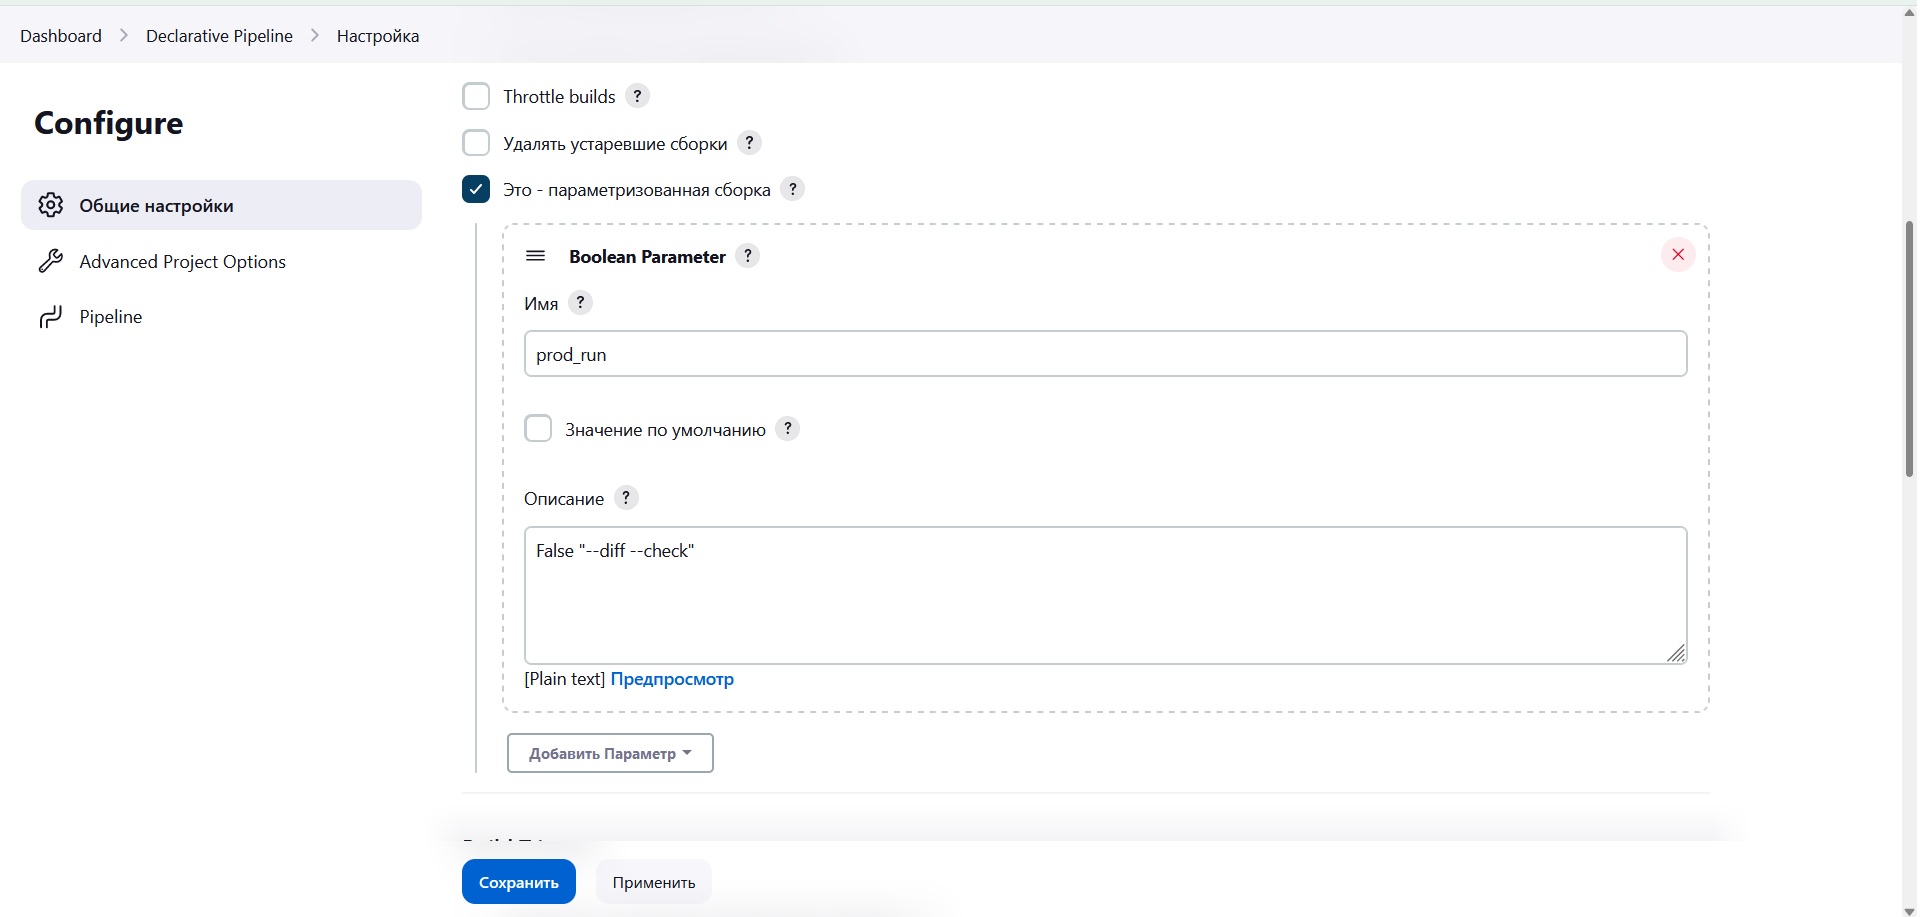 Dashboard > Declarative Pipeline > Настройка
Configure
Общие настройки
Advanced Project Options
Pipeline
Throttle builds ?
Удалять устаревшие сборки ?
Это - параметризованная сборка ?
Boolean Parameter ?
Имя ?
prod_run
Значение по умолчанию ?
Описание ?
False "--diff --check"
[Plain text] Предпросмотр
Добавить Параметр
Сохранить
Применить